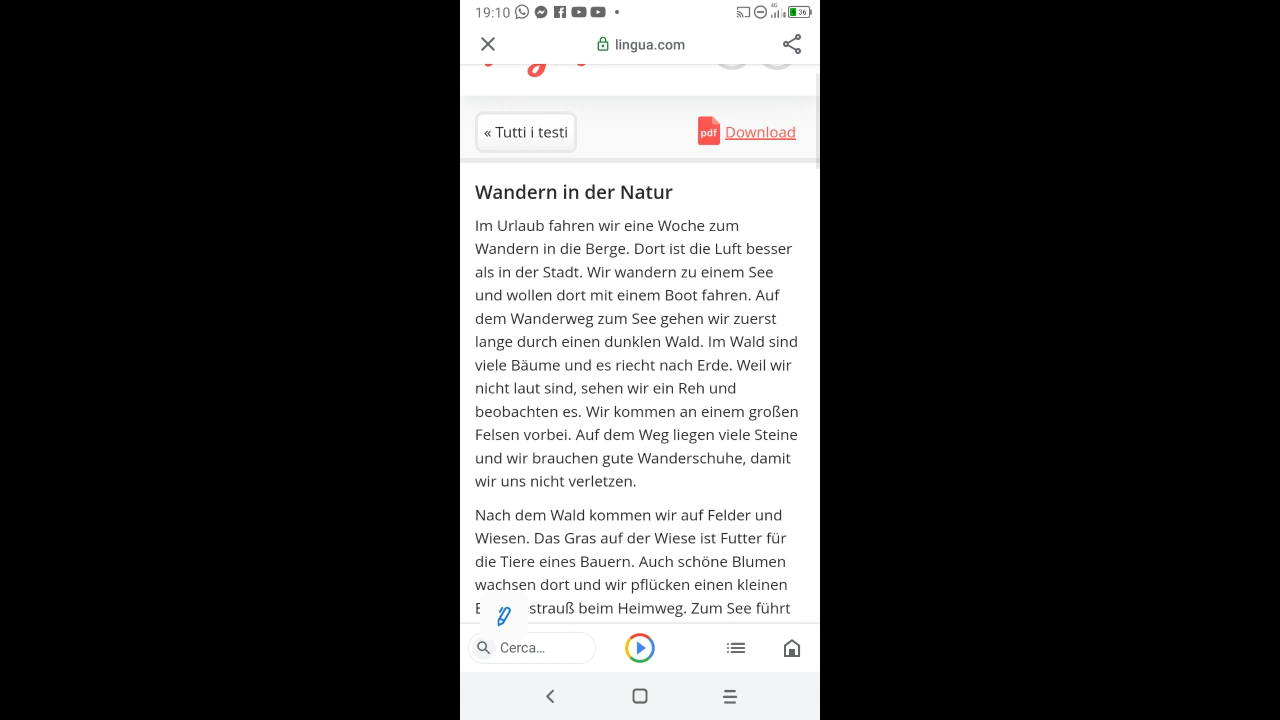 19:10
4G
36
lingua.com
« Tutti i testi
pdf Download
Wandern in der Natur
Im Urlaub fahren wir eine Woche zum
Wandern in die Berge. Dort ist die Luft besser
als in der Stadt. Wir wandern zu einem See
und wollen dort mit einem Boot fahren. Auf
dem Wanderweg zum See gehen wir zuerst
lange durch einen dunklen Wald. Im Wald sind
viele Bäume und es riecht nach Erde. Weil wir
nicht laut sind, sehen wir ein Reh und
beobachten es. Wir kommen an einem großen
Felsen vorbei. Auf dem Weg liegen viele Steine
und wir brauchen gute Wanderschuhe, damit
wir uns nicht verletzen.
Nach dem Wald kommen wir auf Felder und
Wiesen. Das Gras auf der Wiese ist Futter für
die Tiere eines Bauern. Auch schöne Blumen
wachsen dort und wir pflücken einen kleinen
strauß beim Heimweg. Zum See führt
Cerca...